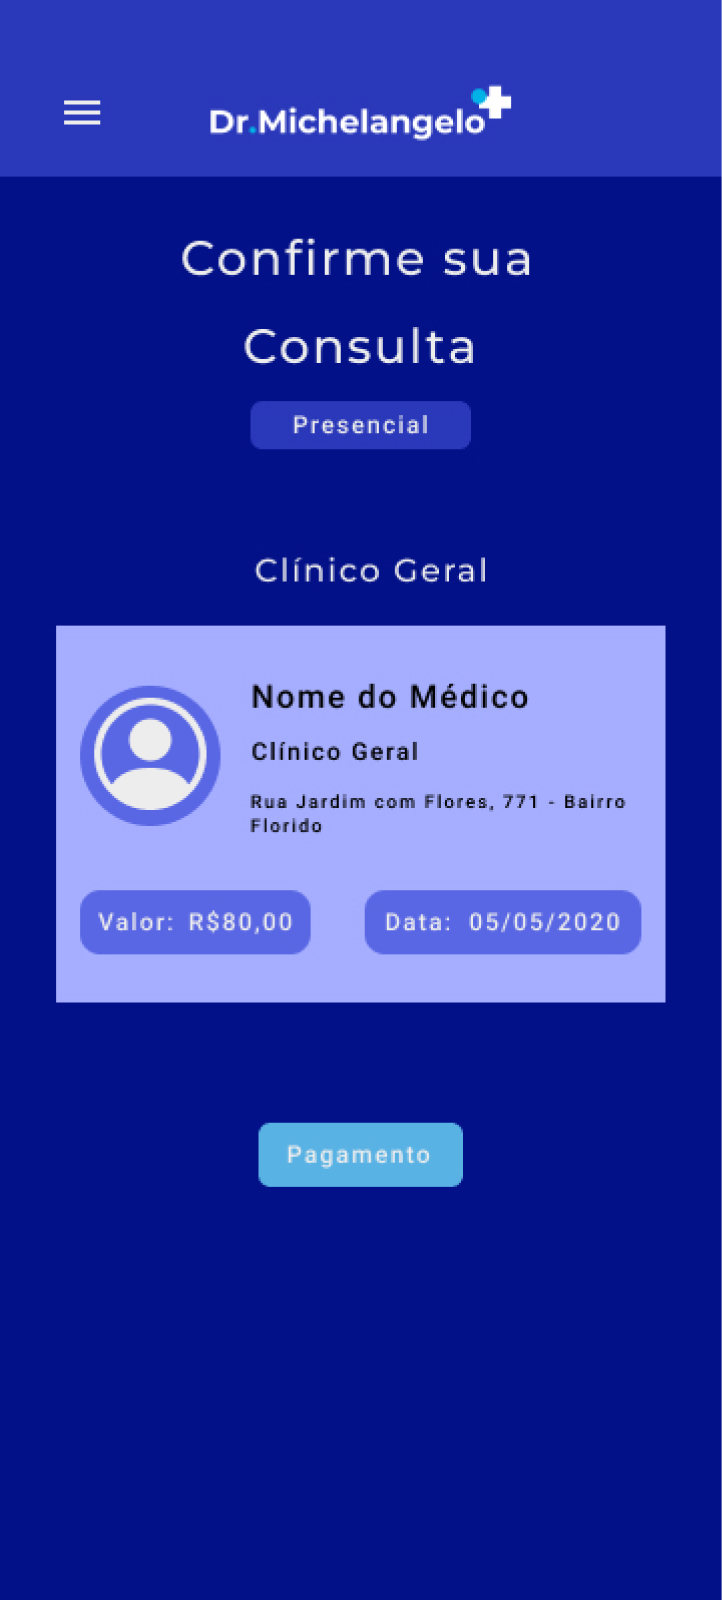 Dr.Michelangelo
Confirme sua
Consulta
Presencial
Clínico Geral
Nome do Médico
Clínico Geral
Rua Jardim com Flores, 771 - Bairro
Florido
Valor: R$80,00
Data: 05/05/2020
Pagamento